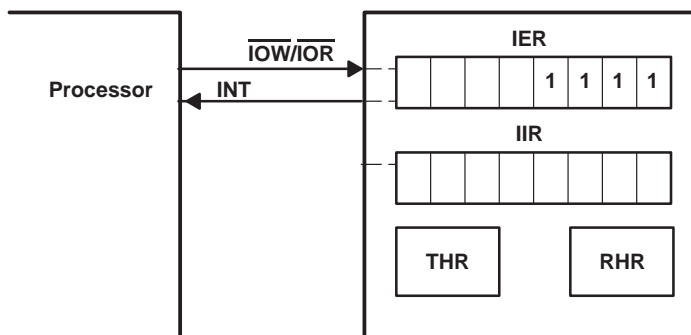 IER
IOW/IOR
1 1 1 1
Processor
INT
IIR
THR
RHR